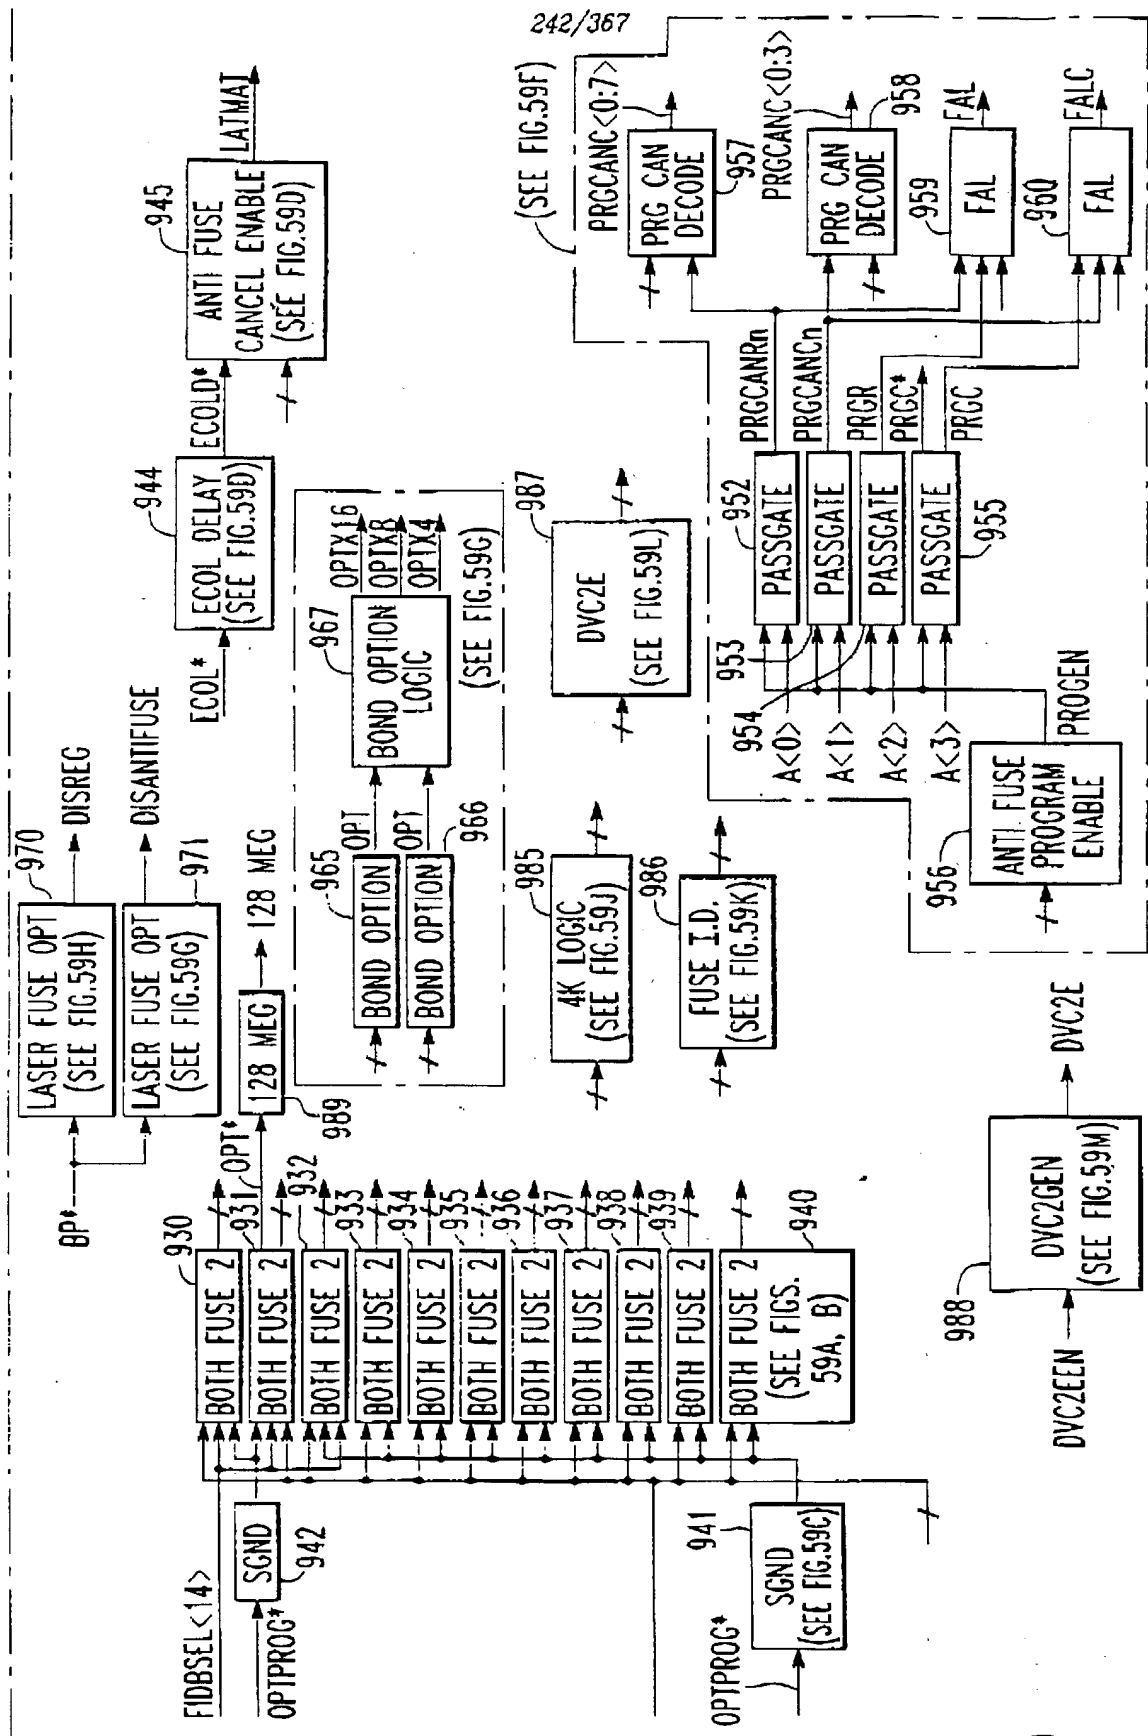 242/367
BP*
970
LASER FUSE OPT
(SEE FIG.59H)
DISREG
LASER FUSE OPT
(SEE FIG.59G)
971
DISANTIFUSE
128 MEG
989
128 MEG
ECOL*
944
ECOL DELAY
(SEE FIG.59D)
ECOLD*
945
ANTI FUSE
CANCEL ENABLE
(SEE FIG.59D)
LATMAT
FIDBSEL<14>
OPTPROG*
SGND
942
OPTPROG*
941
SGND
(SEE FIG.59C)
930
BOTH FUSE 2
931
OPT*
BOTH FUSE 2
932
BOTH FUSE 2
933
BOTH FUSE 2
934
BOTH FUSE 2
935
BOTH FUSE 2
936
BOTH FUSE 2
937
BOTH FUSE 2
938
BOTH FUSE 2
939
BOTH FUSE 2
BOTH FUSE 2
(SEE FIGS.
59A, B)
940
965
BOND OPTION
OPT
BOND OPTION
OPT
966
967
BOND OPTION
LOGIC
OPTX16
OPTX8
OPTX4
(SEE FIG.59G)
985
4K LOGIC
(SEE FIG.59J)
986
FUSE I.D.
(SEE FIG.59K)
987
DVC2E
(SEE FIG.59L)
DVC2EEN
988
DVC2GEN
(SEE FIG.59M)
DVC2E
956
ANTI FUSE
PROGRAM
ENABLE
PROGEN
A<0>
A<1>
A<2>
A<3>
952
PASSGATE
953
PASSGATE
954
PASSGATE
PASSGATE
955
PRGCANRn
PRGCANCn
PRGR
PRGC*
PRGC
(SEE FIG.59F)
PRG CAN
DECODE
957
PRGCANC<0:7>
PRG CAN
DECODE
958
PRGCANC<0:3>
959
FAL
FAL
960
FAL
FALC